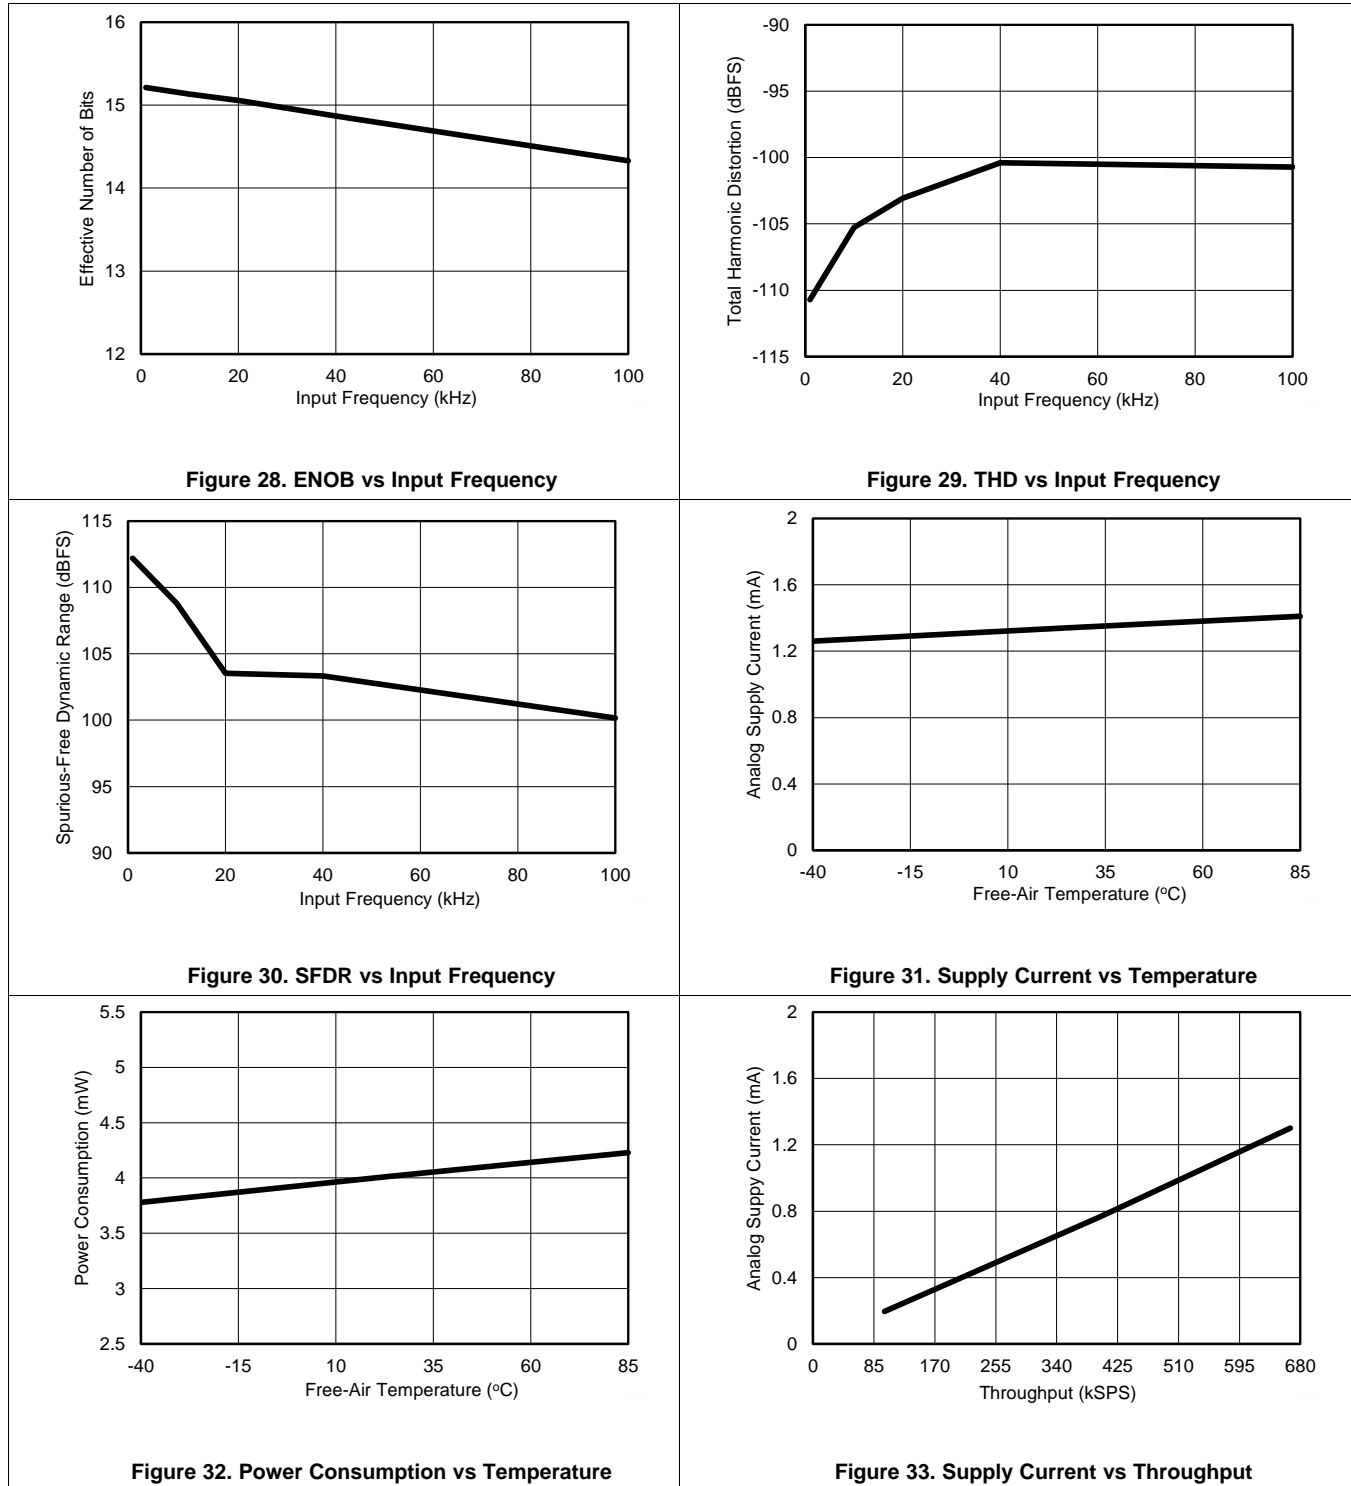 16
15
14
13
12
Effective Number of Bits
0 20 40 60 80 100
Input Frequency (kHz)
Figure 28. ENOB vs Input Frequency
-90
-95
-100
-105
-110
-115
Total Harmonic Distortion (dBFS)
0 20 40 60 80 100
Input Frequency (kHz)
Figure 29. THD vs Input Frequency
115
110
105
100
95
90
Spurious-Free Dynamic Range (dBFS)
0 20 40 60 80 100
Input Frequency (kHz)
Figure 30. SFDR vs Input Frequency
2
1.6
1.2
0.8
0.4
0
Analog Supply Current (mA)
-40 -15 10 35 60 85
Free-Air Temperature (ºC)
Figure 31. Supply Current vs Temperature
5.5
5
4.5
4
3.5
3
2.5
Power Consumption (mW)
-40 -15 10 35 60 85
Free-Air Temperature (ºC)
Figure 32. Power Consumption vs Temperature
2
1.6
1.2
0.8
0.4
0
Analog Suppy Current (mA)
0 85 170 255 340 425 510 595 680
Throughput (kSPS)
Figure 33. Supply Current vs Throughput